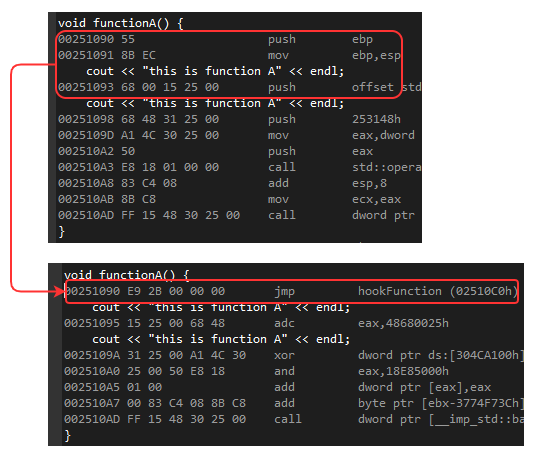 void functionA() {
00251090 55 push ebp
00251091 8B EC mov ebp,esp
cout << "this is function A" << endl;
00251093 68 00 15 25 00 push offset std
cout << "this is function A" << endl;
00251098 68 48 31 25 00 push 253148h
0025109D A1 4C 30 25 00 mov eax,dword
002510A2 50 push eax
002510A3 E8 18 01 00 00 call std::opera
002510A8 83 C4 08 add esp,8
002510AB 8B C8 mov ecx,eax
002510AD FF 15 48 30 25 00 call dword ptr
}
void functionA() {
00251090 E9 2B 00 00 00 jmp hookFunction (02510C0h)
cout << "this is function A" << endl;
00251095 15 25 00 68 48 adc eax,48680025h
cout << "this is function A" << endl;
0025109A 31 25 00 A1 4C 30 xor dword ptr ds:[304CA100h]
002510A0 25 00 50 E8 18 and eax,18E85000h
002510A5 01 00 add dword ptr [eax],eax
002510A7 00 83 C4 08 8B C8 add byte ptr [ebx-3774F73Ch]
002510AD FF 15 48 30 25 00 call dword ptr [__imp_std::ba
}